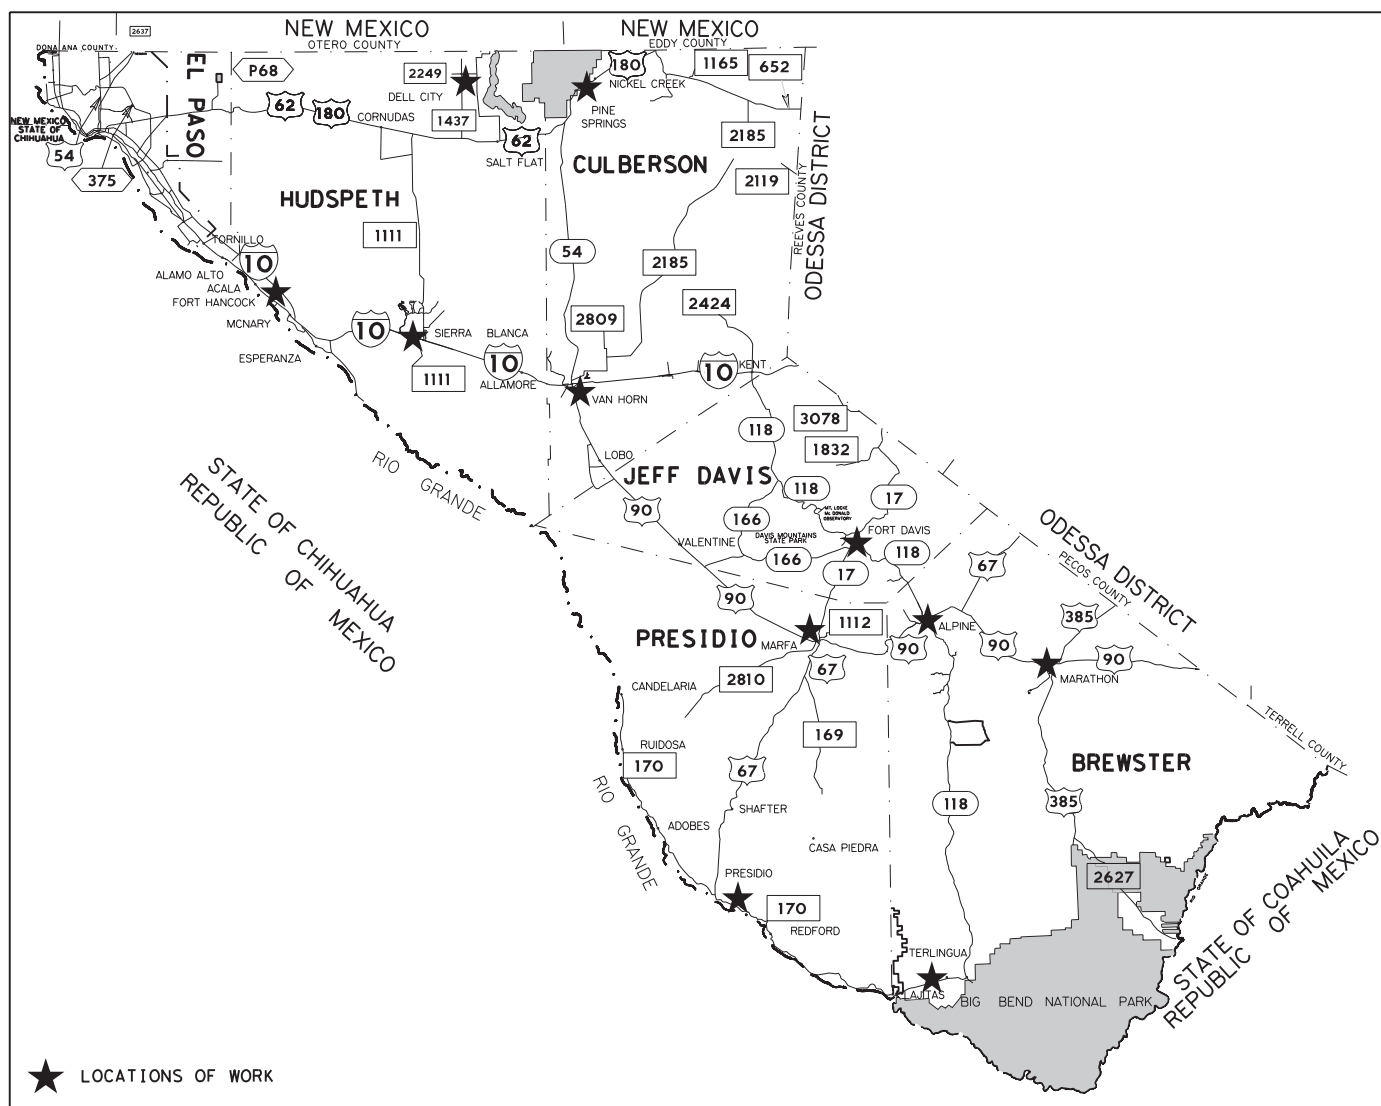 2637
NEW MEXICO
OTERO COUNTY
NEW MEXICO
EDDY COUNTY
DONA ANA COUNTY
EL PASO
P68
2249
DELL CITY
1437
180
NICKEL CREEK
1165
652
PINE
SPRINGS
62
180
CORNUDAS
62
SALT FLAT
2185
2119
NEW MEXICO
STATE OF
CHIHUAHUA
54
375
CULBERSON
REEVES COUNTY
ODESSA DISTRICT
HUDSPETH
1111
54
2185
TORNILLO
10
ALAMO ALTO
ACALA
FORT HANCOCK
MCNARY
ESPERANZA
10
SIERRA BLANCA
1111
10
ALLAMORE
2809
2424
10
KENT
VAN HORN
3078
118
1832
RIO GRANDE
LOBO
JEFF DAVIS
118
17
STATE OF CHIHUAHUA
REPUBLIC OF MEXICO
90
166
MT. LOCKE
Mc DONALD
OBSERVATORY
VALENTINE
DAVIS MOUNTAINS
STATE PARK
FORT DAVIS
166
118
17
ODESSA DISTRICT
PECOS COUNTY
67
90
385
PRESIDIO
MARFA
1112
ALPINE
90
90
90
MARATHON
67
2810
CANDELARIA
169
TERRELL COUNTY
RUIDOSA
170
67
BREWSTER
RIO GRANDE
SHAFTER
118
385
ADOBES
CASA PIEDRA
PRESIDIO
170
REDFORD
2627
STATE OF COAHUILA
REPUBLIC OF MEXICO
TERLINGUA
LAJITAS
BIG BEND NATIONAL PARK
LOCATIONS OF WORK